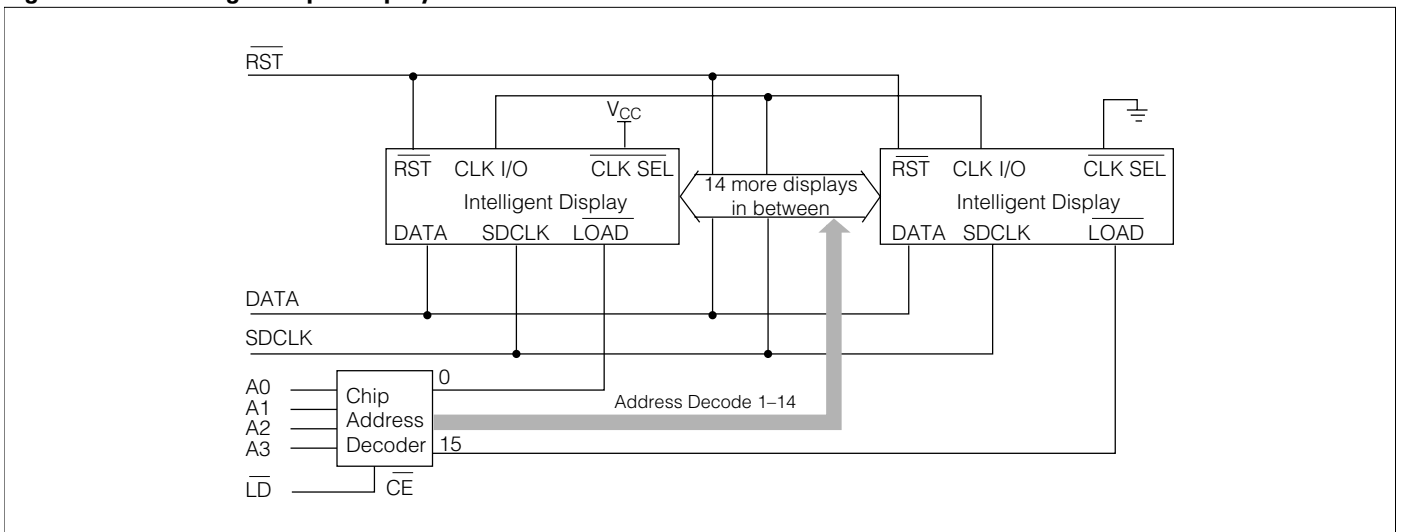 RST
VCC
RST CLK I/O CLK SEL
Intelligent Display
DATA SDCLK LOAD
14 more displays
in between
RST CLK I/O CLK SEL
Intelligent Display
DATA SDCLK LOAD
DATA
SDCLK
A0
A1
A2
A3
Chip
Address
Decoder
0
Address Decode 1–14
15
LD
CE